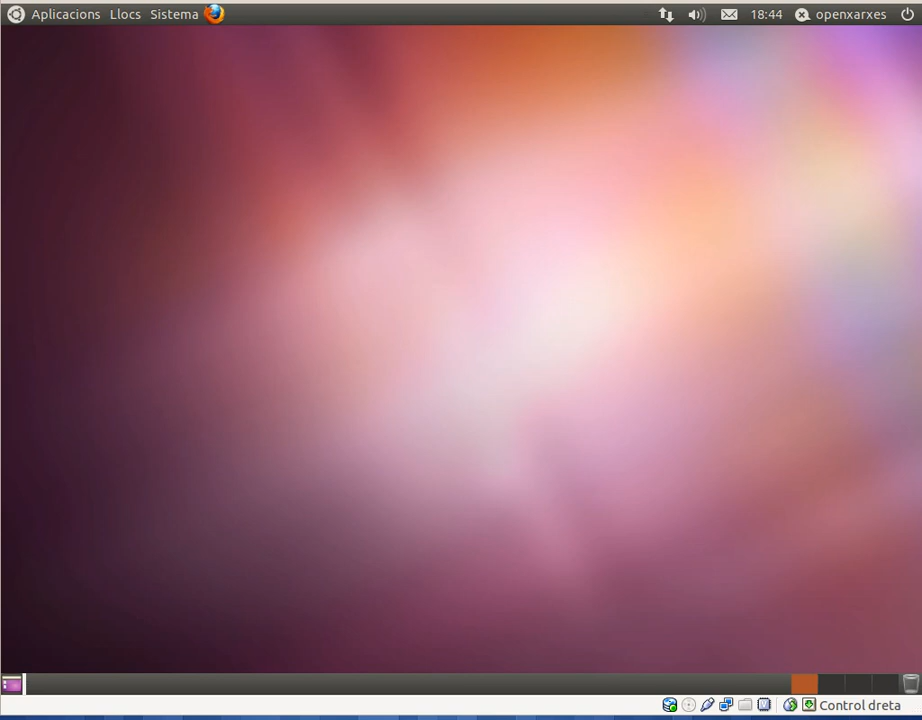 Aplicacions Llocs Sistema 18:44 openxarxes
Control dreta